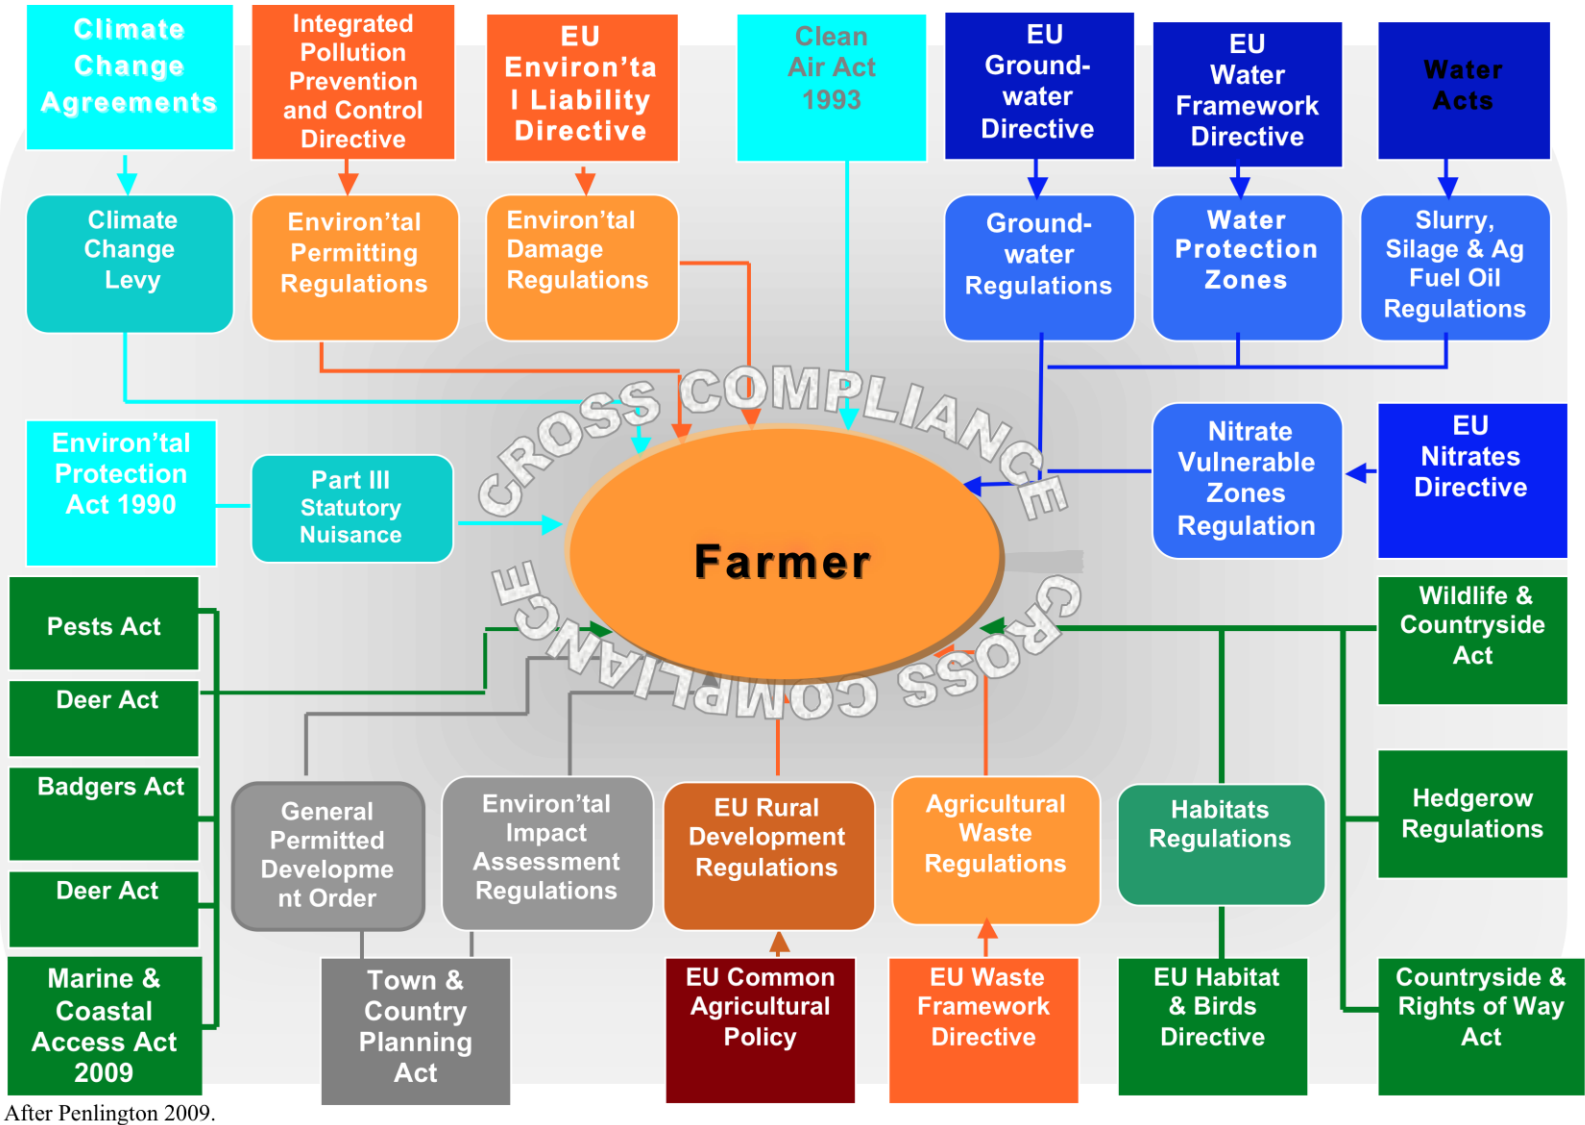 Climate
Change
Agreements
Integrated
Pollution
Prevention
and Control
Directive
EU
Environ’ta
l Liability
Directive
Clean
Air Act
1993
EU
Ground-
water
Directive
EU
Water
Framework
Directive
Water
Acts
Climate
Change
Levy
Environ’tal
Permitting
Regulations
Environ’tal
Damage
Regulations
Ground-
water
Regulations
Water
Protection
Zones
Slurry,
Silage & Ag
Fuel Oil
Regulations
CROSS COMPLIANCE
Environ’tal
Protection
Act 1990
Part III
Statutory
Nuisance
Nitrate
Vulnerable
Zones
Regulation
EU
Nitrates
Directive
Farmer
CROSS COMPLIANCE
Pests Act
Deer Act
Badgers Act
Deer Act
Marine &
Coastal
Access Act
2009
Wildlife &
Countryside
Act
Hedgerow
Regulations
Countryside &
Rights of Way
Act
General
Permitted
Developme
nt Order
Environ’tal
Impact
Assessment
Regulations
EU Rural
Development
Regulations
Agricultural
Waste
Regulations
Habitats
Regulations
Town &
Country
Planning
Act
EU Common
Agricultural
Policy
EU Waste
Framework
Directive
EU Habitat
& Birds
Directive
After Penlington 2009.